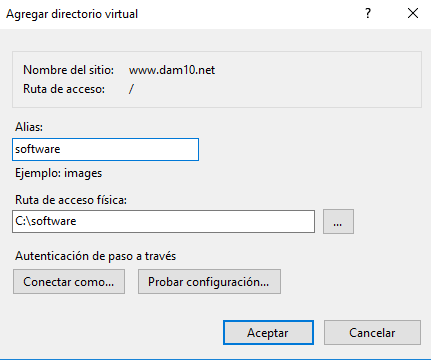 Agregar directorio virtual
Nombre del sitio: www.dam10.net
Ruta de acceso: /
Alias:
software
Ejemplo: images
Ruta de acceso física:
C:\software
...
Autenticación de paso a través
Conectar como... Probar configuración...
Aceptar Cancelar